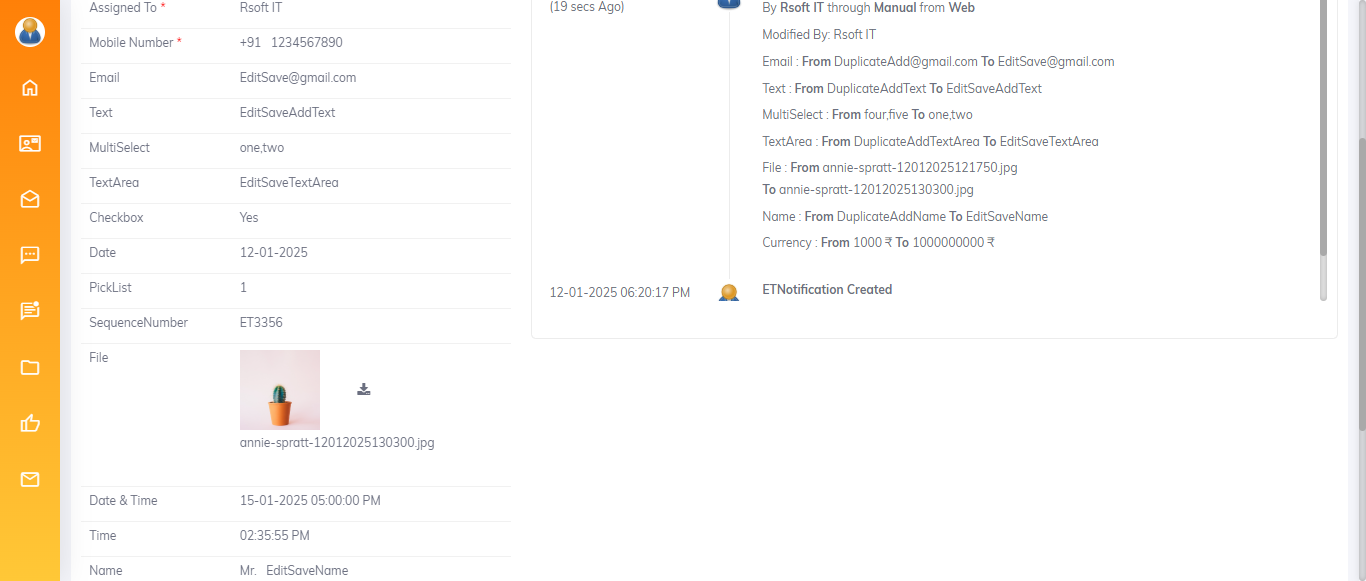 Assigned To * Rsoft IT
Mobile Number * +91 1234567890
Email EditSave@gmail.com
Text EditSaveAddText
MultiSelect one,two
TextArea EditSaveTextArea
Checkbox Yes
Date 12-01-2025
PickList 1
SequenceNumber ET3356
File
annie-spratt-12012025130300.jpg
Date & Time 15-01-2025 05:00:00 PM
Time 02:35:55 PM
Name Mr. EditSaveName
(19 secs Ago) By Rsoft IT through Manual from Web
Modified By: Rsoft IT
Email : From DuplicateAdd@gmail.com To EditSave@gmail.com
Text : From DuplicateAddText To EditSaveAddText
MultiSelect : From four,five To one,two
TextArea : From DuplicateAddTextArea To EditSaveTextArea
File : From annie-spratt-12012025121750.jpg
To annie-spratt-12012025130300.jpg
Name : From DuplicateAddName To EditSaveName
Currency : From 1000 ₹ To 1000000000 ₹
12-01-2025 06:20:17 PM ETNotification Created